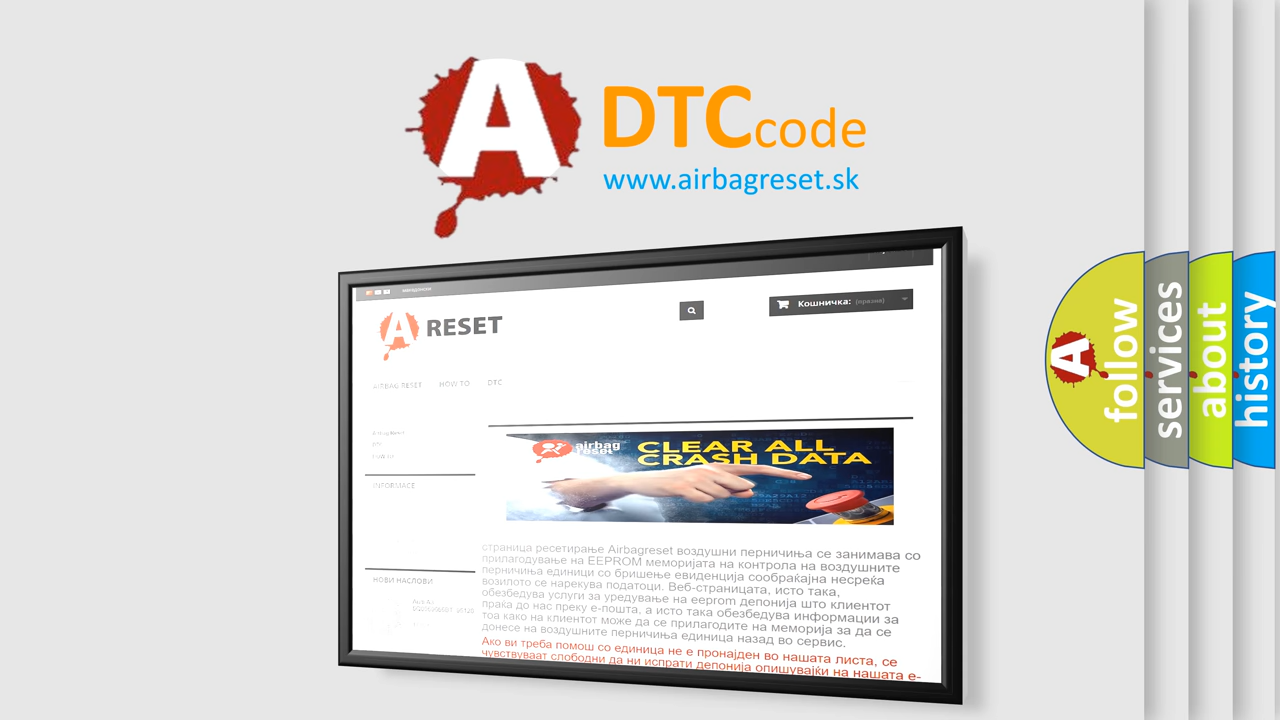 A DTC code
www.airbagreset.sk
Кошничка: (празна)
A RESET
AIRBAG RESET HOW TO DTC
airbag
reset
CLEAR ALL
CRASH DATA
INFORMACE
страница ресетирање Airbagreset воздушни перничиња се занимава со
прилагодување на EEPROM меморијата на контрола на воздушните
перничиња единици со бришење евиденција сообраќајна несреќа
возилото се нарекува податоци. Веб-страницата, исто така,
обезбедува услуги за уредување на eeprom депонија што клиентот
праќа до нас преку е-пошта, а исто така обезбедува информации за
тоа како на клиентот може да се прилагодите на меморија за да се
донесе на воздушните перничиња единица назад во сервис.
Ако ви треба помош со единица не е пронајден во нашата листа, се
чувствуваат слободни да ни испрати депонија опишувајќи на нашата е-
НОВИ НАСЛОВИ
A follow
services
about
history